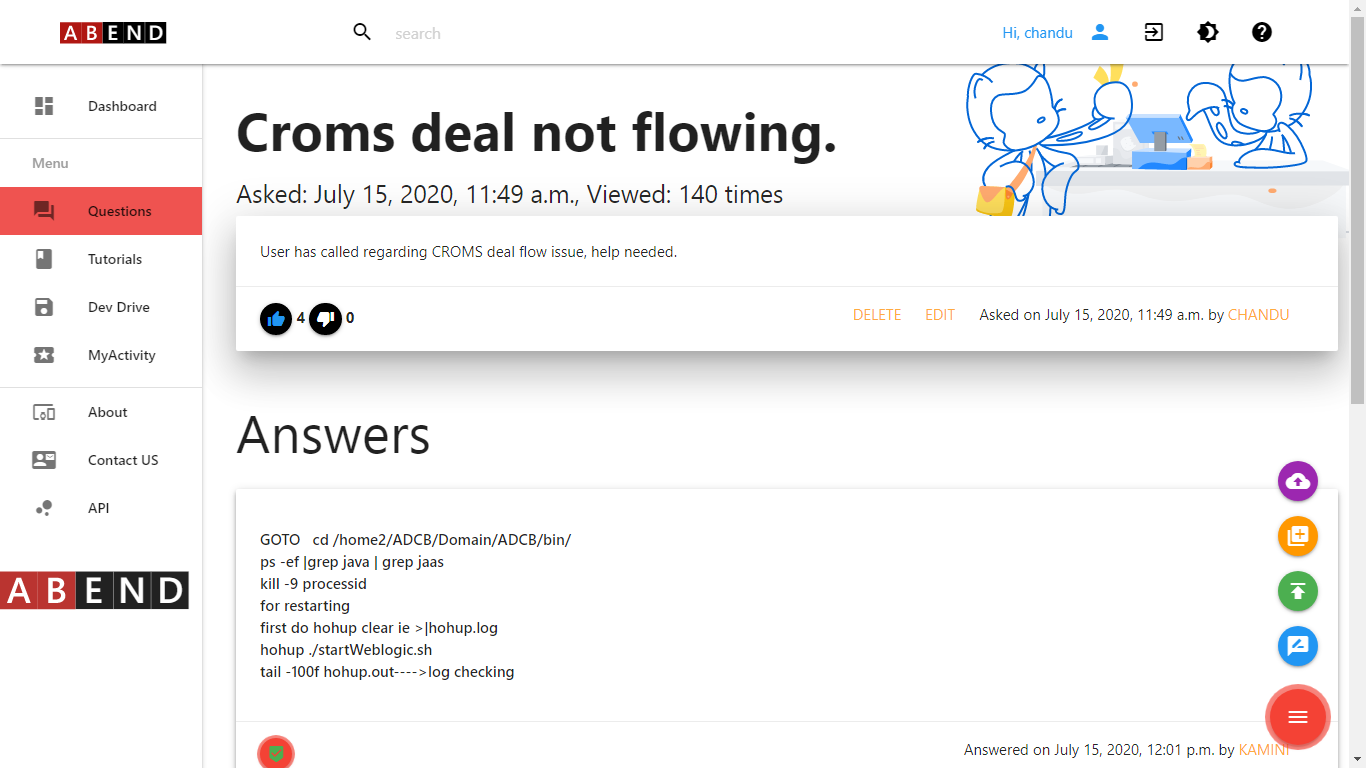 ABEND
search
Hi, chandu
Dashboard
Menu
Questions
Tutorials
Dev Drive
MyActivity
About
Contact US
API
ABEND
Croms deal not flowing.
Asked: July 15, 2020, 11:49 a.m., Viewed: 140 times
User has called regarding CROMS deal flow issue, help needed.
4 0
DELETE EDIT Asked on July 15, 2020, 11:49 a.m. by CHANDU
Answers
GOTO cd /home2/ADCB/Domain/ADCB/bin/
ps -ef |grep java | grep jaas
kill -9 processid
for restarting
first do hohup clear ie >|hohup.log
hohup ./startWeblogic.sh
tail -100f hohup.out---->log checking
Answered on July 15, 2020, 12:01 p.m. by KAMINI